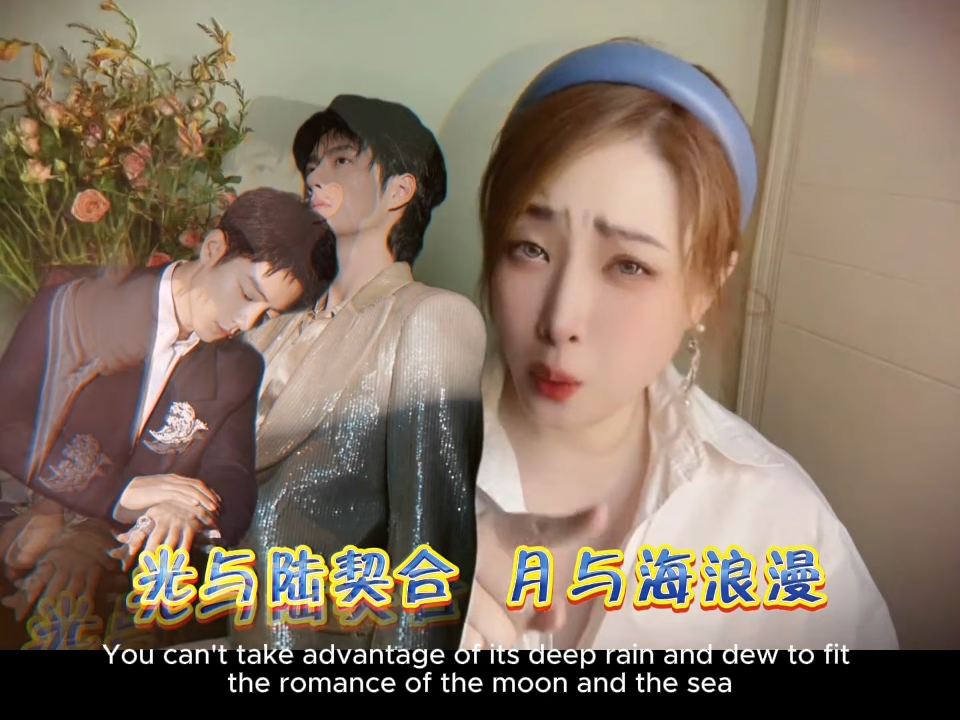 光与陆契合 月与海浪漫
You can't take advantage of its deep rain and dew to fit
the romance of the moon and the sea